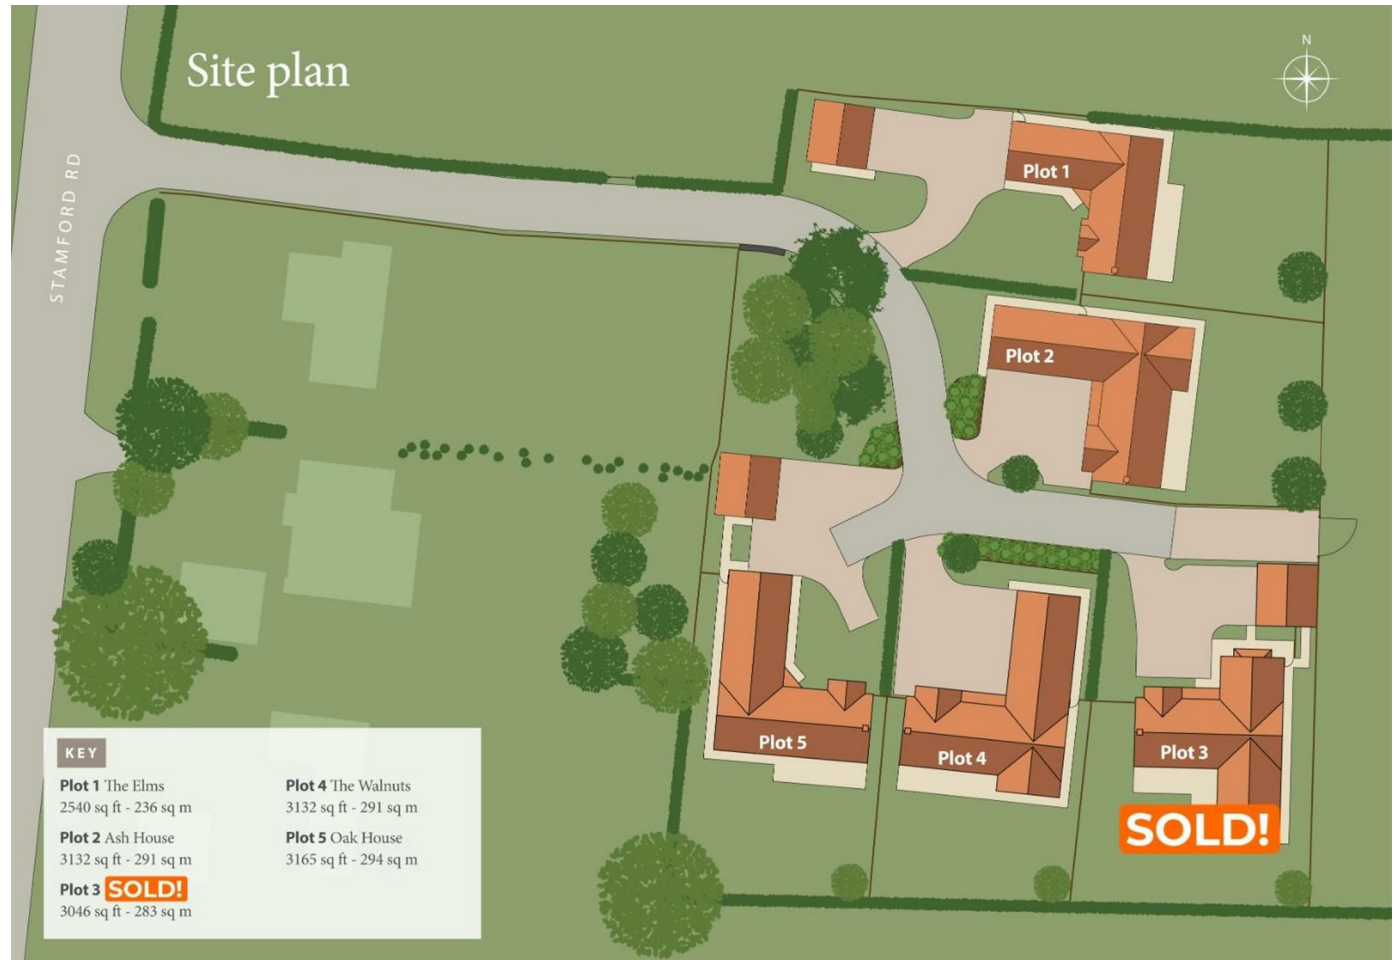 Site plan
N
STAMFORD RD
Plot 1
Plot 2
Plot 5
Plot 4
Plot 3
SOLD!
KEY
Plot 1 The Elms
2540 sq ft - 236 sq m
Plot 2 Ash House
3132 sq ft - 291 sq m
Plot 3 SOLD!
3046 sq ft - 283 sq m
Plot 4 The Walnuts
3132 sq ft - 291 sq m
Plot 5 Oak House
3165 sq ft - 294 sq m